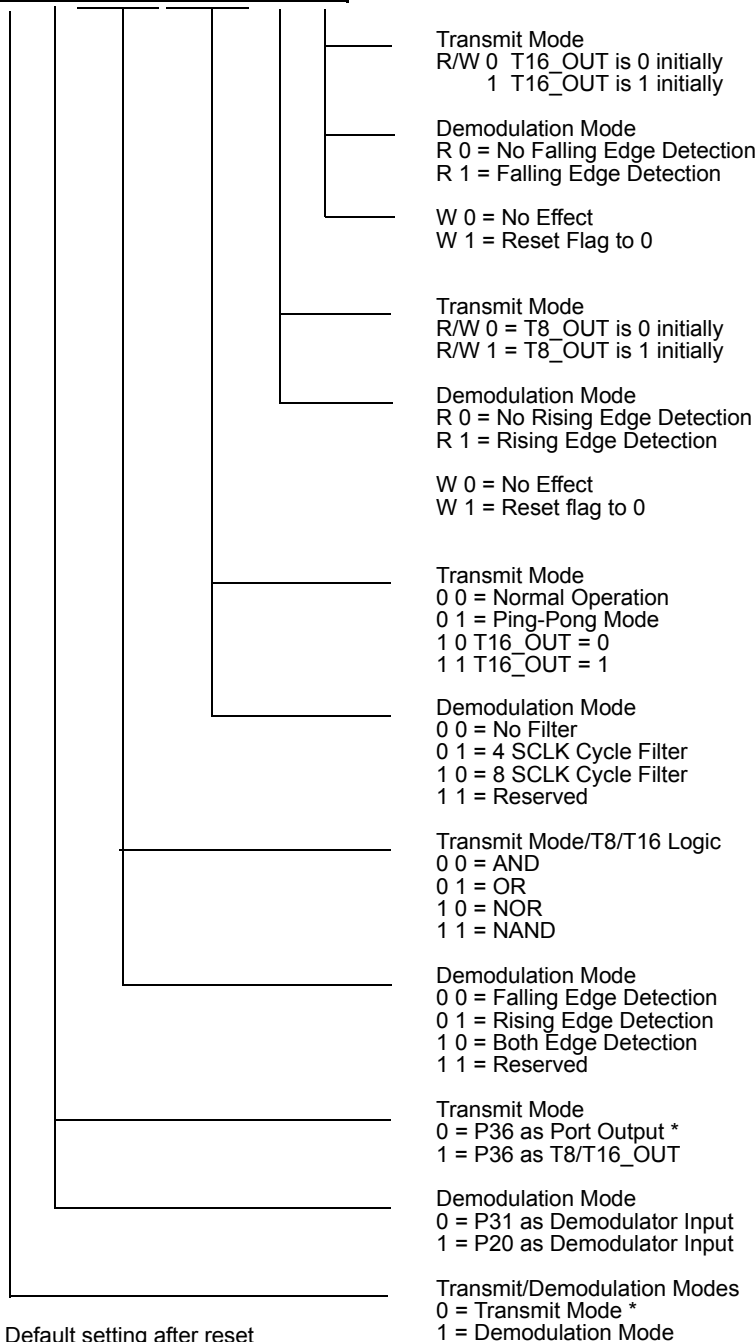 Transmit Mode
R/W 0 T16_OUT is 0 initially
1 T16_OUT is 1 initially
Demodulation Mode
R 0 = No Falling Edge Detection
R 1 = Falling Edge Detection
W 0 = No Effect
W 1 = Reset Flag to 0
Transmit Mode
R/W 0 = T8_OUT is 0 initially
R/W 1 = T8_OUT is 1 initially
Demodulation Mode
R 0 = No Rising Edge Detection
R 1 = Rising Edge Detection
W 0 = No Effect
W 1 = Reset flag to 0
Transmit Mode
0 0 = Normal Operation
0 1 = Ping-Pong Mode
1 0 T16_OUT = 0
1 1 T16_OUT = 1
Demodulation Mode
0 0 = No Filter
0 1 = 4 SCLK Cycle Filter
1 0 = 8 SCLK Cycle Filter
1 1 = Reserved
Transmit Mode/T8/T16 Logic
0 0 = AND
0 1 = OR
1 0 = NOR
1 1 = NAND
Demodulation Mode
0 0 = Falling Edge Detection
0 1 = Rising Edge Detection
1 0 = Both Edge Detection
1 1 = Reserved
Transmit Mode
0 = P36 as Port Output *
1 = P36 as T8/T16_OUT
Demodulation Mode
0 = P31 as Demodulator Input
1 = P20 as Demodulator Input
Transmit/Demodulation Modes
0 = Transmit Mode *
1 = Demodulation Mode
Default setting after reset